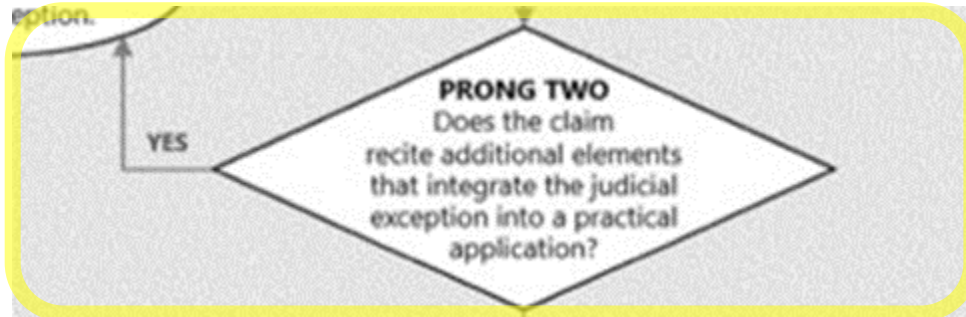 eption.
YES
PRONG TWO
Does the claim
recite additional elements
that integrate the judicial
exception into a practical
application?